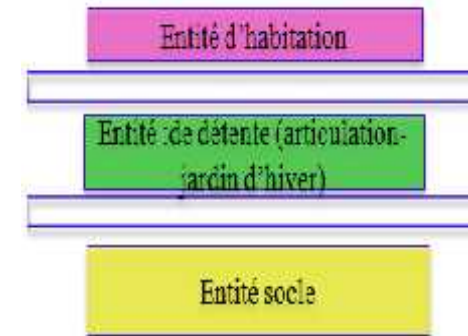 Entité d'habitation
Entité :de détente (articulation-
jardin d'hiver)
Entité socle